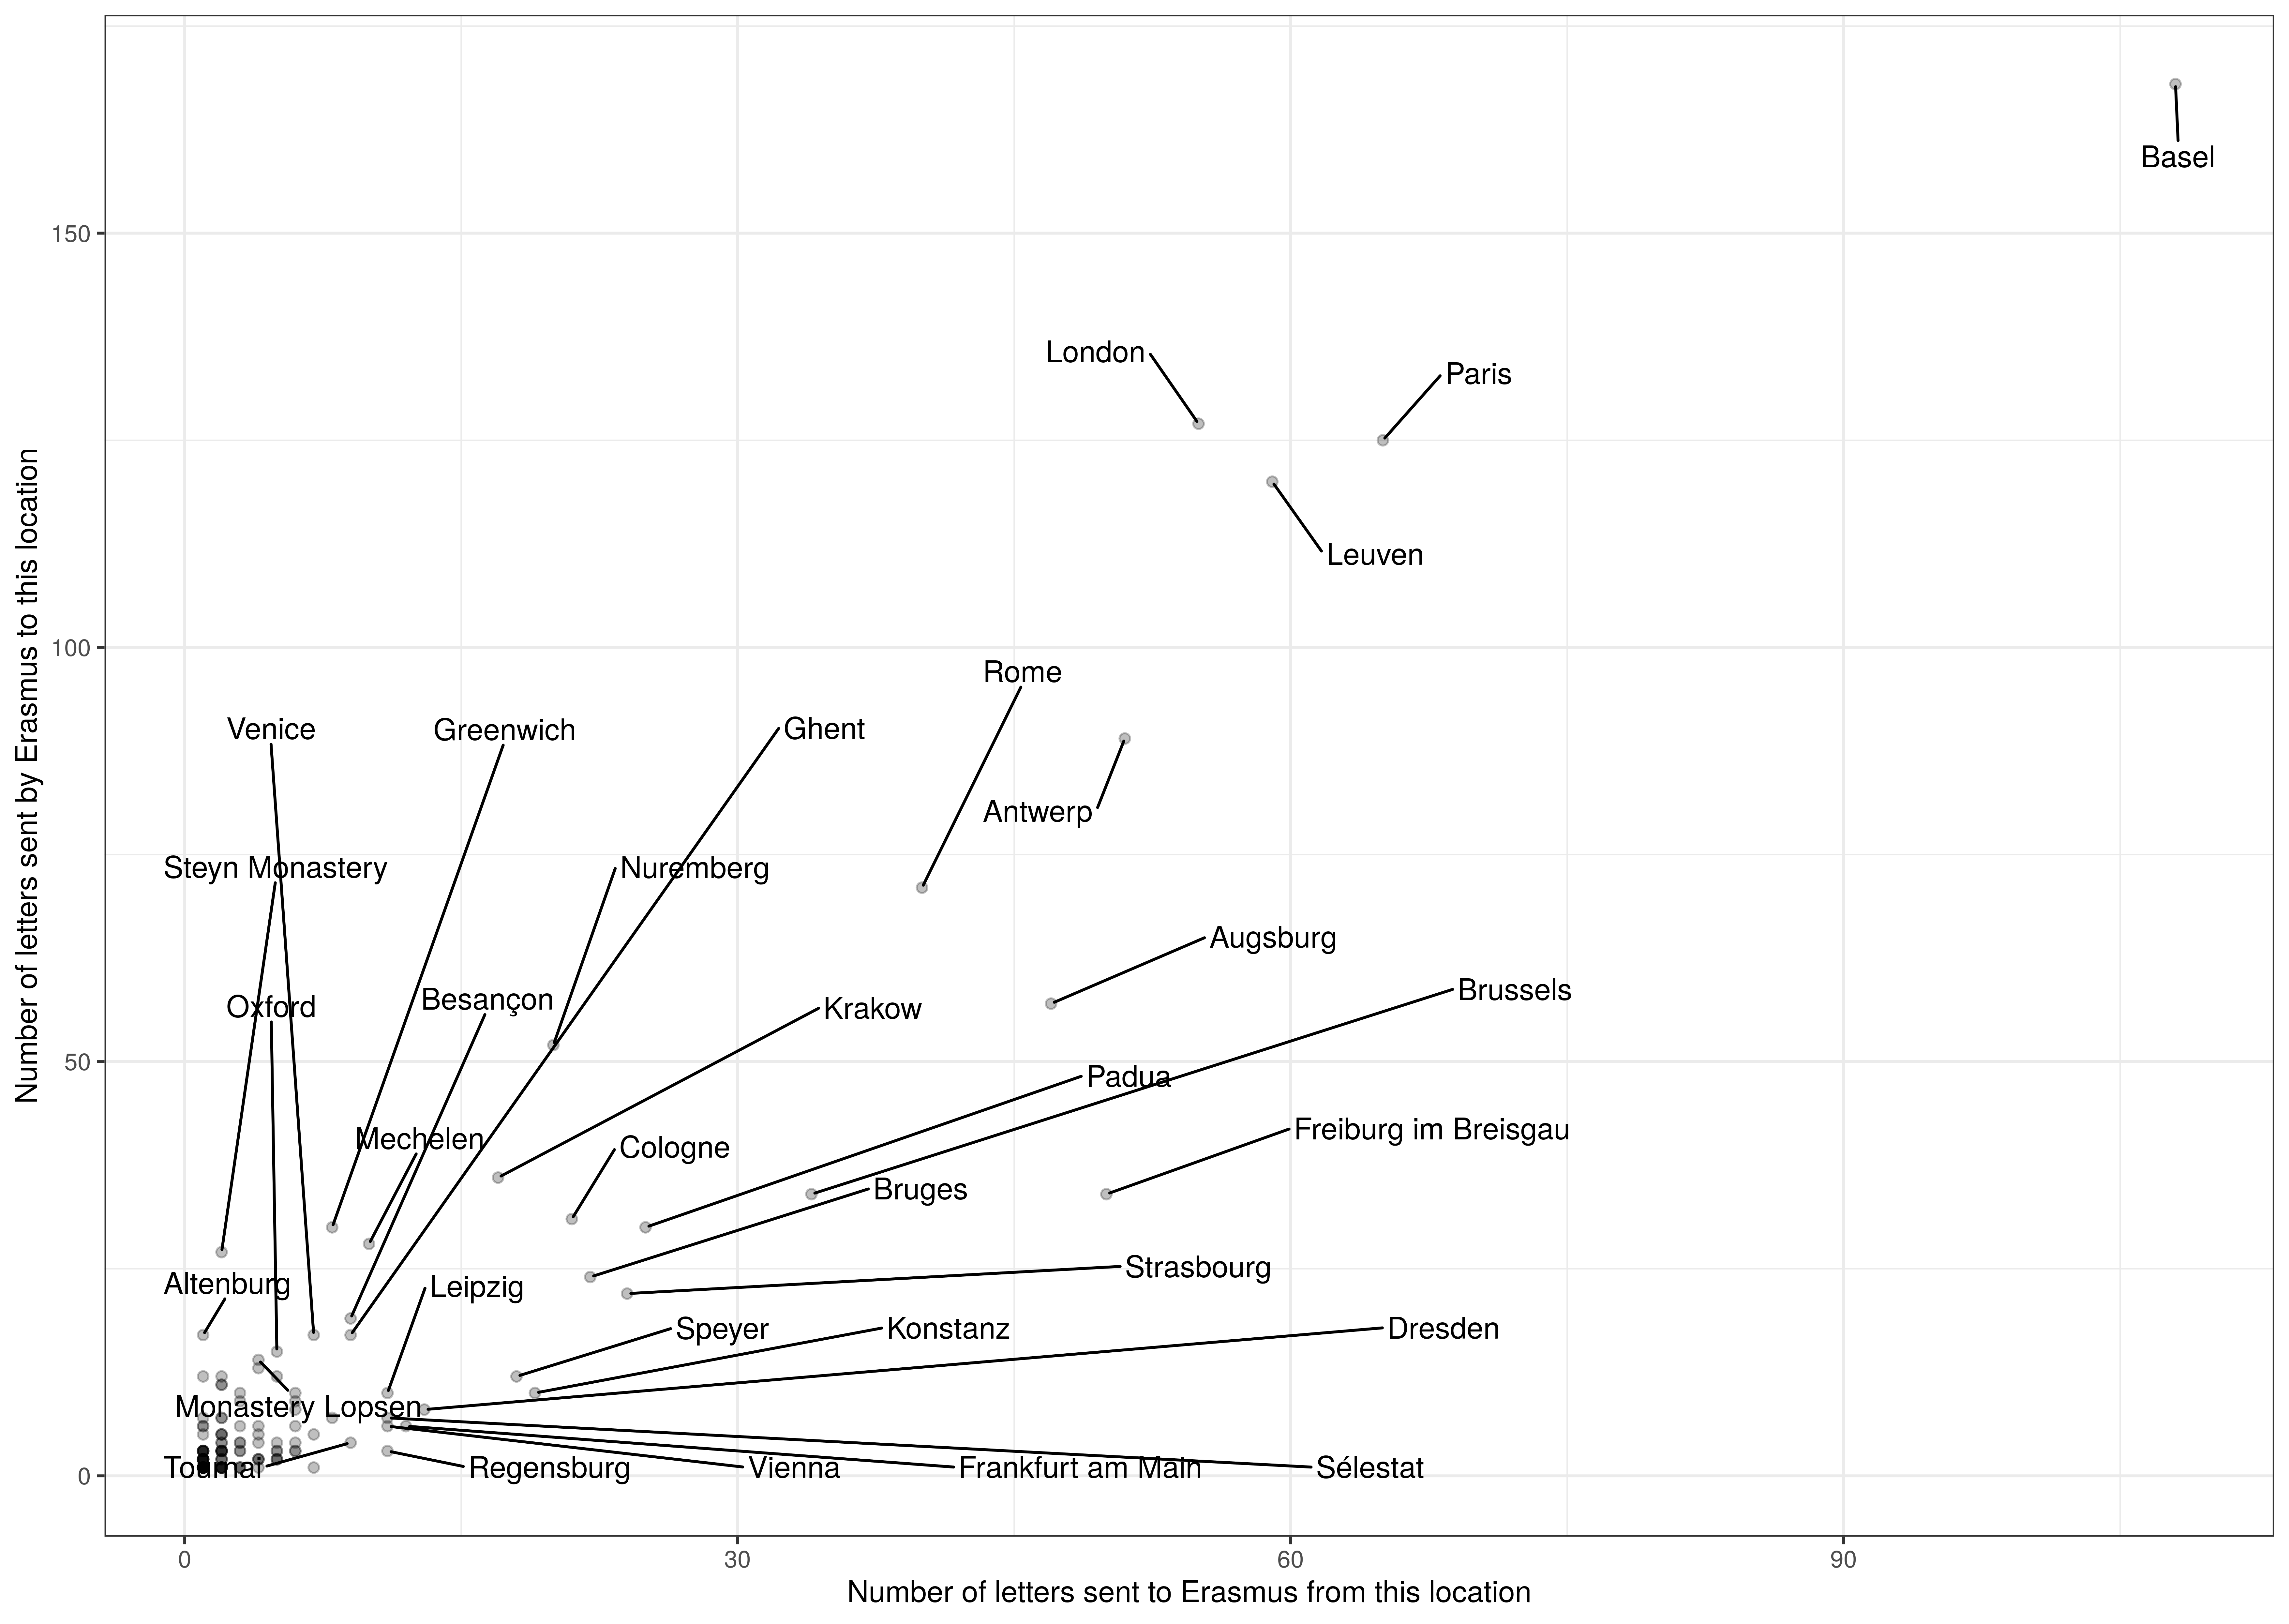 Basel
150
London
Paris
Leuven
100
Rome
Venice
Greenwich
Ghent
Antwerp
Steyn Monastery
Nuremberg
Augsburg
Brussels
Oxford
Besançon
Krakow
50
Padua
Freiburg im Breisgau
Mechelen
Cologne
Bruges
Strasbourg
Altenburg
Leipzig
Speyer
Konstanz
Dresden
Monastery Lopsen
Tournai
Regensburg
Vienna
Frankfurt am Main
Sélestat
0
0
30
60
90
Number of letters sent to Erasmus from this location
Number of letters sent by Erasmus to this location